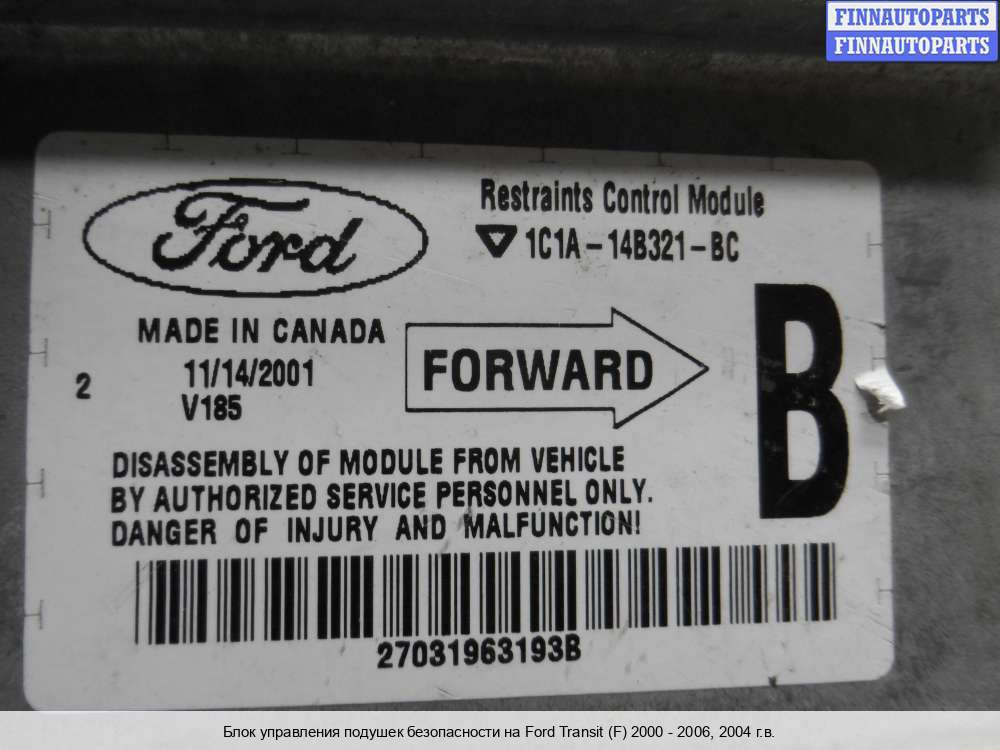 FINNAUTOPARTS
FINNAUTOPARTS
Ford
Restraints Control Module
1C1A-14B321-BC
MADE IN CANADA
11/14/2001
V185
2
FORWARD
B
DISASSEMBLY OF MODULE FROM VEHICLE
BY AUTHORIZED SERVICE PERSONNEL ONLY.
DANGER OF INJURY AND MALFUNCTION!
27031963193B
Блок управления подушек безопасности на Ford Transit (F) 2000 - 2006, 2004 г.в.